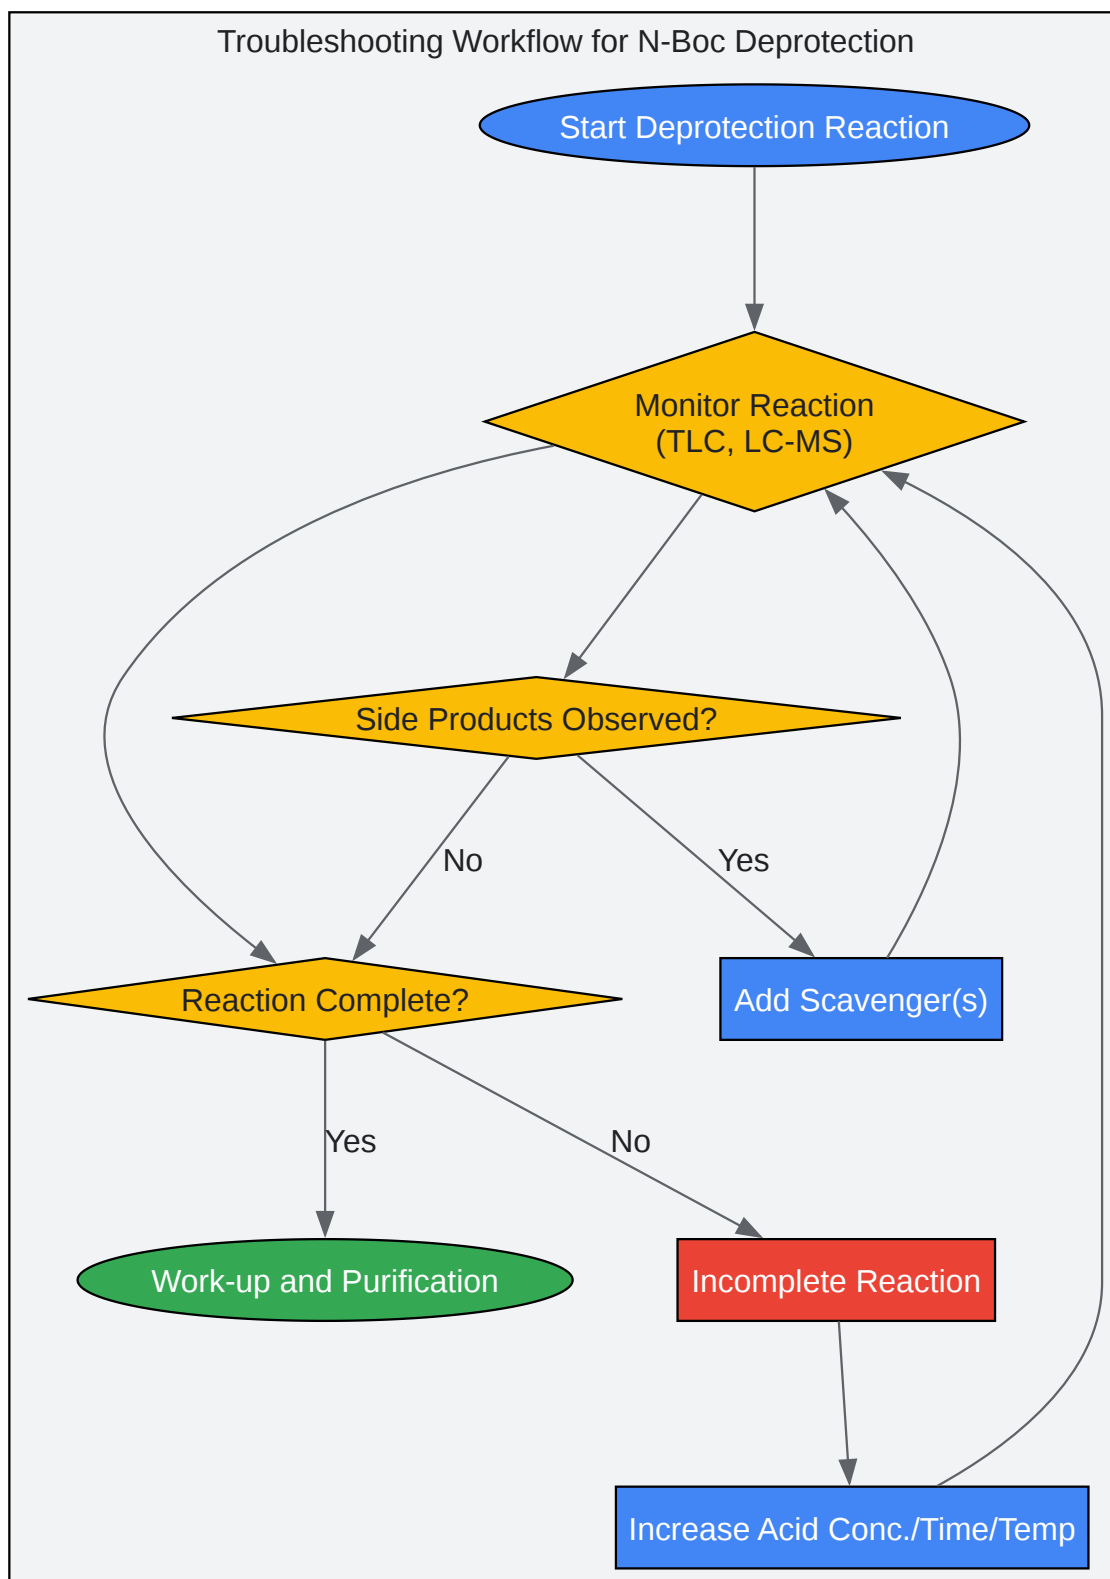 Troubleshooting Workflow for N-Boc Deprotection
Start Deprotection Reaction
Monitor Reaction
(TLC, LC-MS)
Side Products Observed?
No
Yes
Reaction Complete?
Add Scavenger(s)
Yes
No
Work-up and Purification
Incomplete Reaction
Increase Acid Conc./Time/Temp